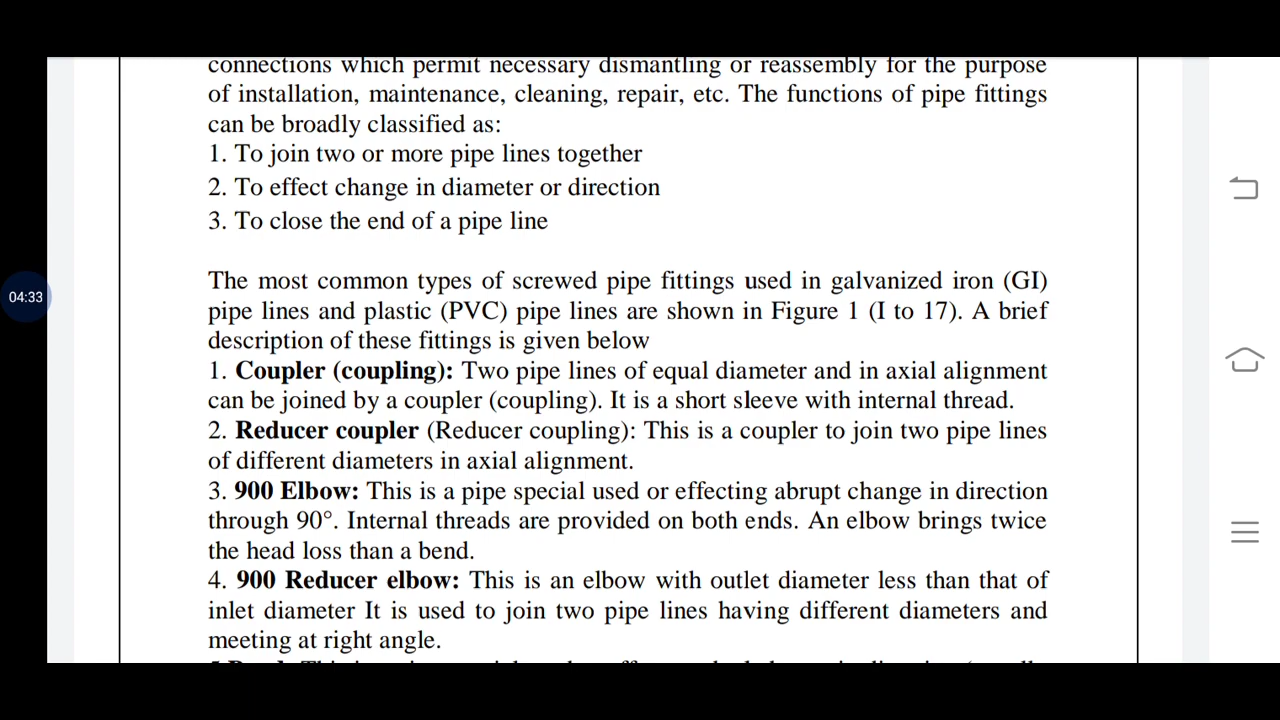 connections which permit necessary dismantling or reassembly for the purpose
of installation, maintenance, cleaning, repair, etc. The functions of pipe fittings
can be broadly classified as:
1. To join two or more pipe lines together
2. To effect change in diameter or direction
3. To close the end of a pipe line
The most common types of screwed pipe fittings used in galvanized iron (GI)
pipe lines and plastic (PVC) pipe lines are shown in Figure 1 (I to 17). A brief
description of these fittings is given below
1. Coupler (coupling): Two pipe lines of equal diameter and in axial alignment
can be joined by a coupler (coupling). It is a short sleeve with internal thread.
2. Reducer coupler (Reducer coupling): This is a coupler to join two pipe lines
of different diameters in axial alignment.
3. 900 Elbow: This is a pipe special used or effecting abrupt change in direction
through 90°. Internal threads are provided on both ends. An elbow brings twice
the head loss than a bend.
4. 900 Reducer elbow: This is an elbow with outlet diameter less than that of
inlet diameter It is used to join two pipe lines having different diameters and
meeting at right angle.
04:33